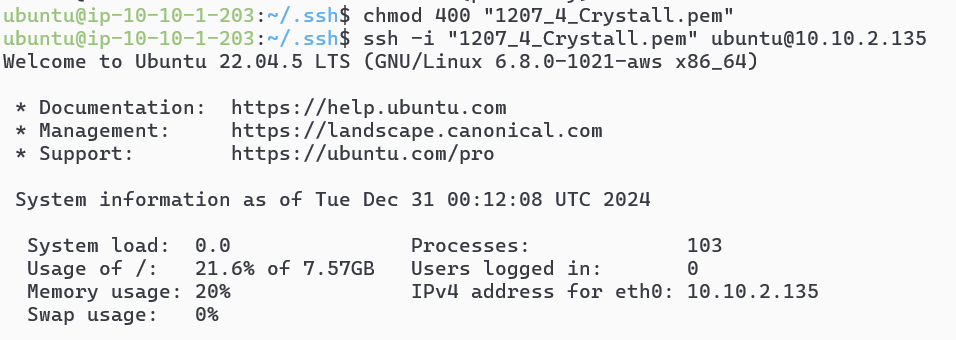 ubuntu@ip-10-10-1-203:~/.ssh$ chmod 400 "1207_4_Crystall.pem"
ubuntu@ip-10-10-1-203:~/.ssh$ ssh -i "1207_4_Crystall.pem" ubuntu@10.10.2.135
Welcome to Ubuntu 22.04.5 LTS (GNU/Linux 6.8.0-1021-aws x86_64)

 * Documentation:  https://help.ubuntu.com
 * Management:     https://landscape.canonical.com
 * Support:        https://ubuntu.com/pro

 System information as of Tue Dec 31 00:12:08 UTC 2024

  System load:  0.0               Processes:             103
  Usage of /:   21.6% of 7.57GB   Users logged in:       0
  Memory usage: 20%               IPv4 address for eth0: 10.10.2.135
  Swap usage:   0%